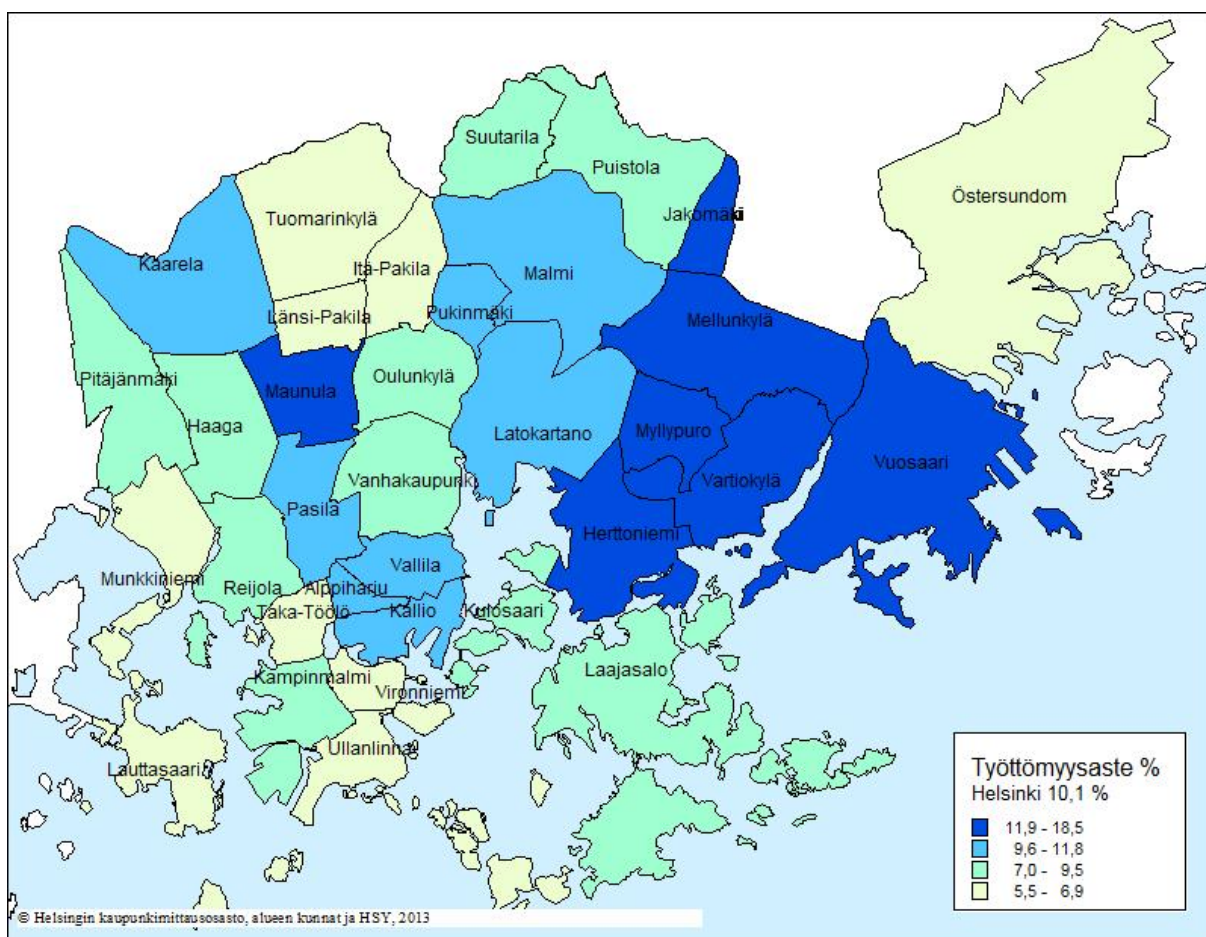 Suutarila
Puistola
Jakomäki
Östersundom
Tuomarinkylä
Kaarela
Itä-Pakila
Malmi
Länsi-Pakila
Pukinmäki
Mellunkylä
Pitäjänmäki
Maunula
Oulunkylä
Haaga
Latokartano
Myllypuro
Vuosaari
Vanhakaupunki
Vartiokylä
Pasila
Herttoniemi
Vallila
Munkkiniemi
Reijola
Alppiharju
Taka-Töölö
Kallio
Kulosaari
Laajasalo
Kampinmalmi
Vironniemi
Ullanlinna
Lauttasaari
Työttömyysaste %
Helsinki 10,1 %
11,9 - 18,5
9,6 - 11,8
7,0 - 9,5
5,5 - 6,9
© Helsingin kaupunkimittausosasto, alueen kunnat ja HSY, 2013